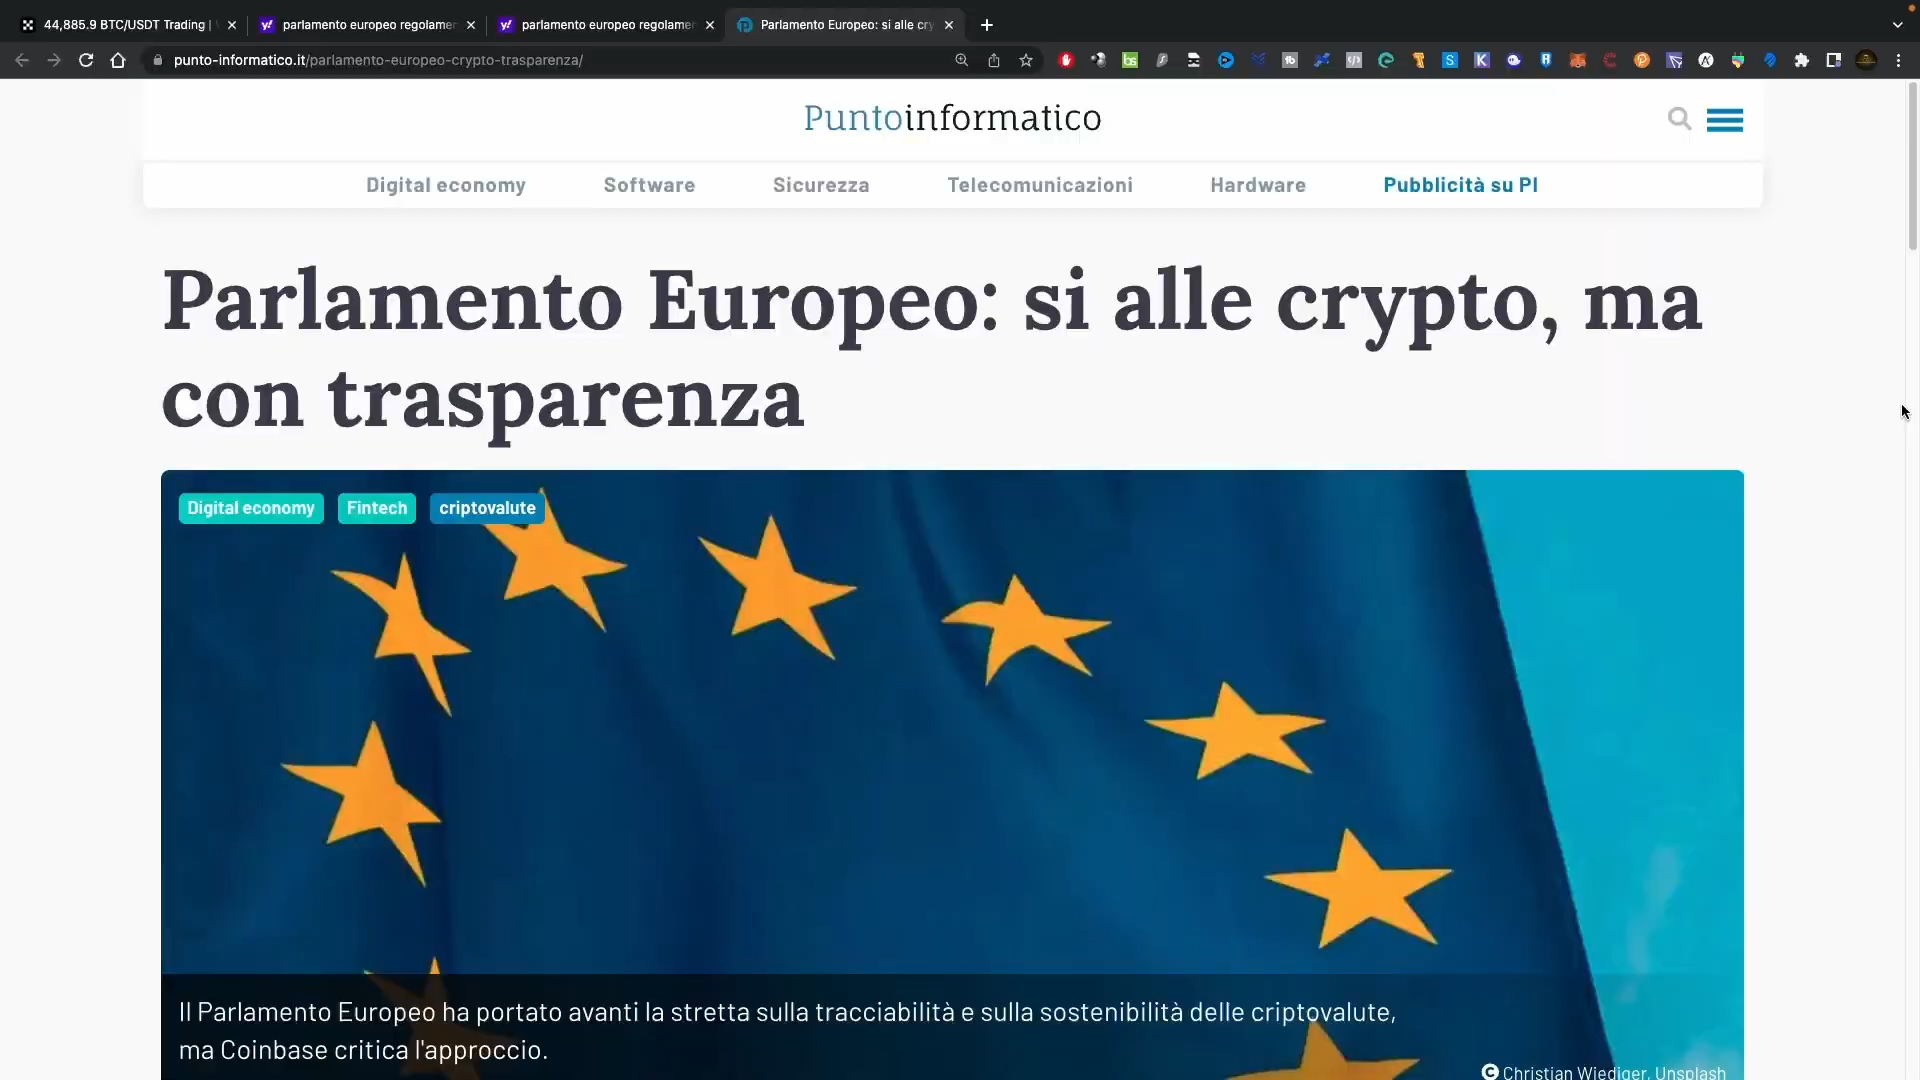 44,885.9 BTC/USDT Trading |
parlamento europeo regolamen
parlamento europeo regolamen
Parlamento Europeo: si alle cry
punto-informatico.it/parlamento-europeo-crypto-trasparenza/
Puntoinformatico
Digital economy
Software
Sicurezza
Telecomunicazioni
Hardware
Pubblicità su PI
Parlamento Europeo: si alle crypto, ma
con trasparenza
Digital economy
Fintech
criptovalute
Il Parlamento Europeo ha portato avanti la stretta sulla tracciabilità e sulla sostenibilità delle criptovalute,
ma Coinbase critica l'approccio.
Christian Wiediger, Unsplash